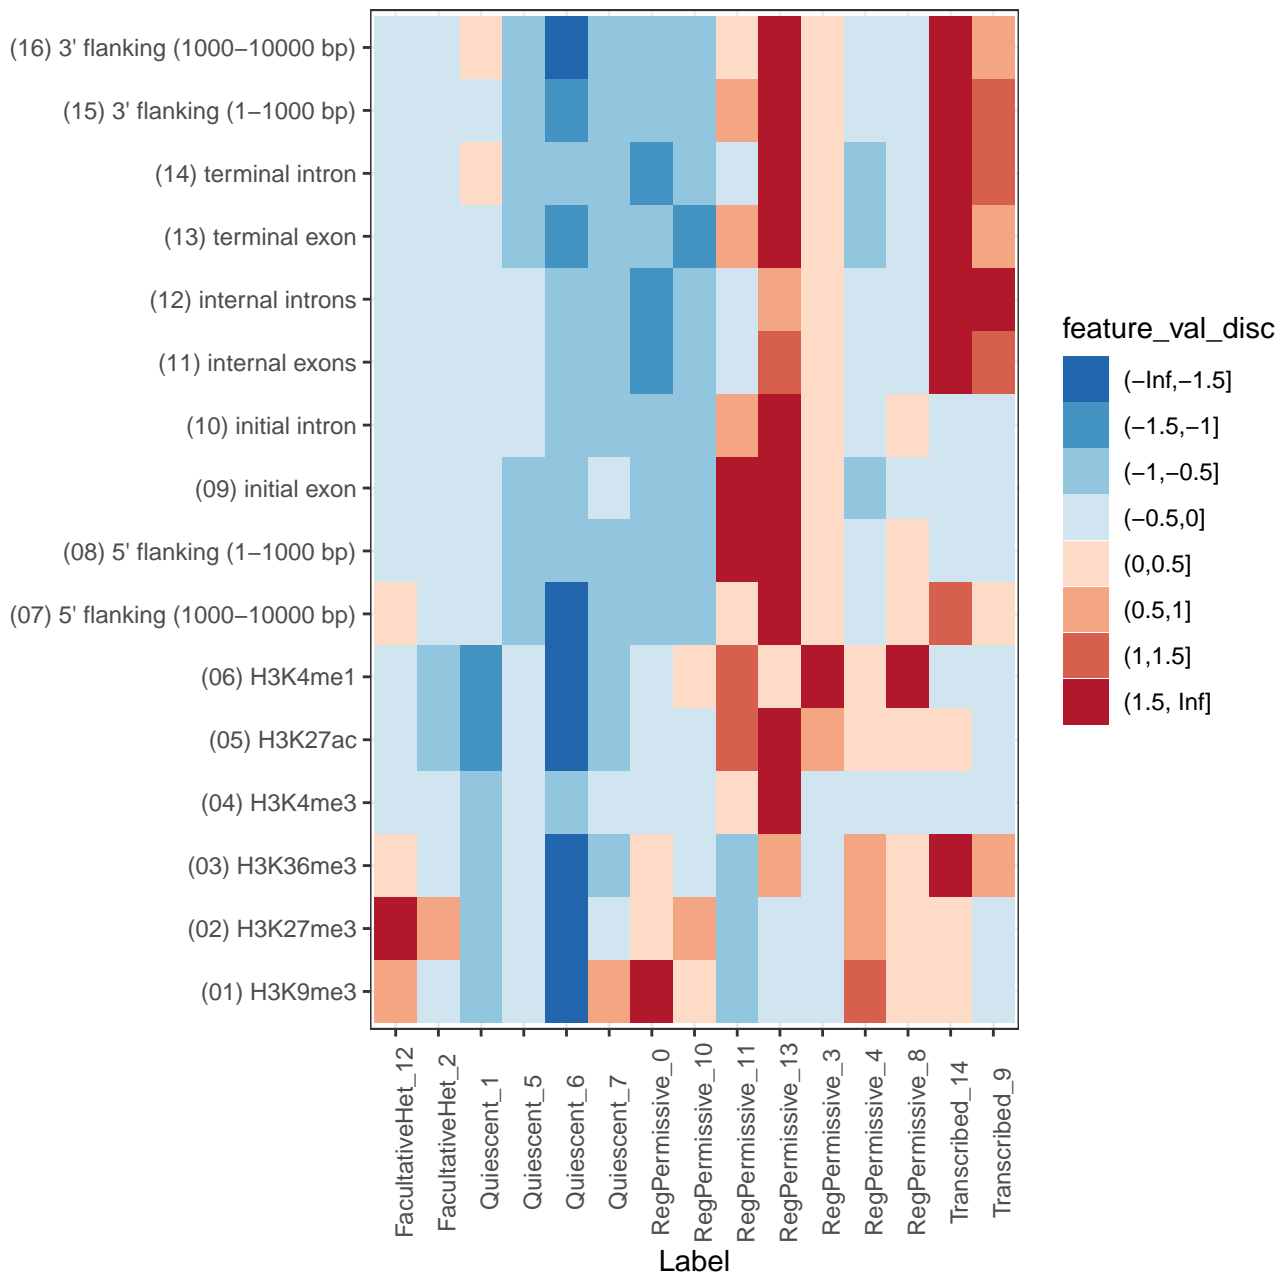 (16) 3' flanking (1000−10000 bp)
(15) 3' flanking (1−1000 bp)
(14) terminal intron
(13) terminal exon
(12) internal introns
(11) internal exons
(10) initial intron
(09) initial exon
(08) 5' flanking (1−1000 bp)
(07) 5' flanking (1000−10000 bp)
(06) H3K4me1
(05) H3K27ac
(04) H3K4me3
(03) H3K36me3
(02) H3K27me3
(01) H3K9me3
FacultativeHet_12
FacultativeHet_2
Quiescent_1
Quiescent_5
Quiescent_6
Quiescent_7
RegPermissive_0
RegPermissive_10
RegPermissive_11
RegPermissive_13
RegPermissive_3
RegPermissive_4
RegPermissive_8
Transcribed_14
Transcribed_9
Label
feature_val_disc
(−Inf,−1.5]
(−1.5,−1]
(−1,−0.5]
(−0.5,0]
(0,0.5]
(0.5,1]
(1,1.5]
(1.5, Inf]